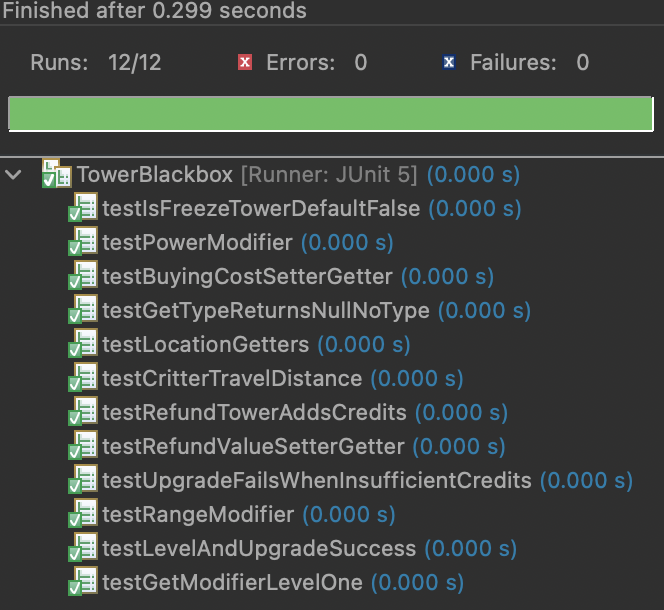 Finished after 0.299 seconds
Runs: 12/12 Errors: 0 Failures: 0
TowerBlackbox [Runner: JUnit 5] (0.000 s)
testIsFreezeTowerDefaultFalse (0.000 s)
testPowerModifier (0.000 s)
testBuyingCostSetterGetter (0.000 s)
testGetTypeReturnsNullNoType (0.000 s)
testLocationGetters (0.000 s)
testCritterTravelDistance (0.000 s)
testRefundTowerAddsCredits (0.000 s)
testRefundValueSetterGetter (0.000 s)
testUpgradeFailsWhenInsufficientCredits (0.000 s)
testRangeModifier (0.000 s)
testLevelAndUpgradeSuccess (0.000 s)
testGetModifierLevelOne (0.000 s)